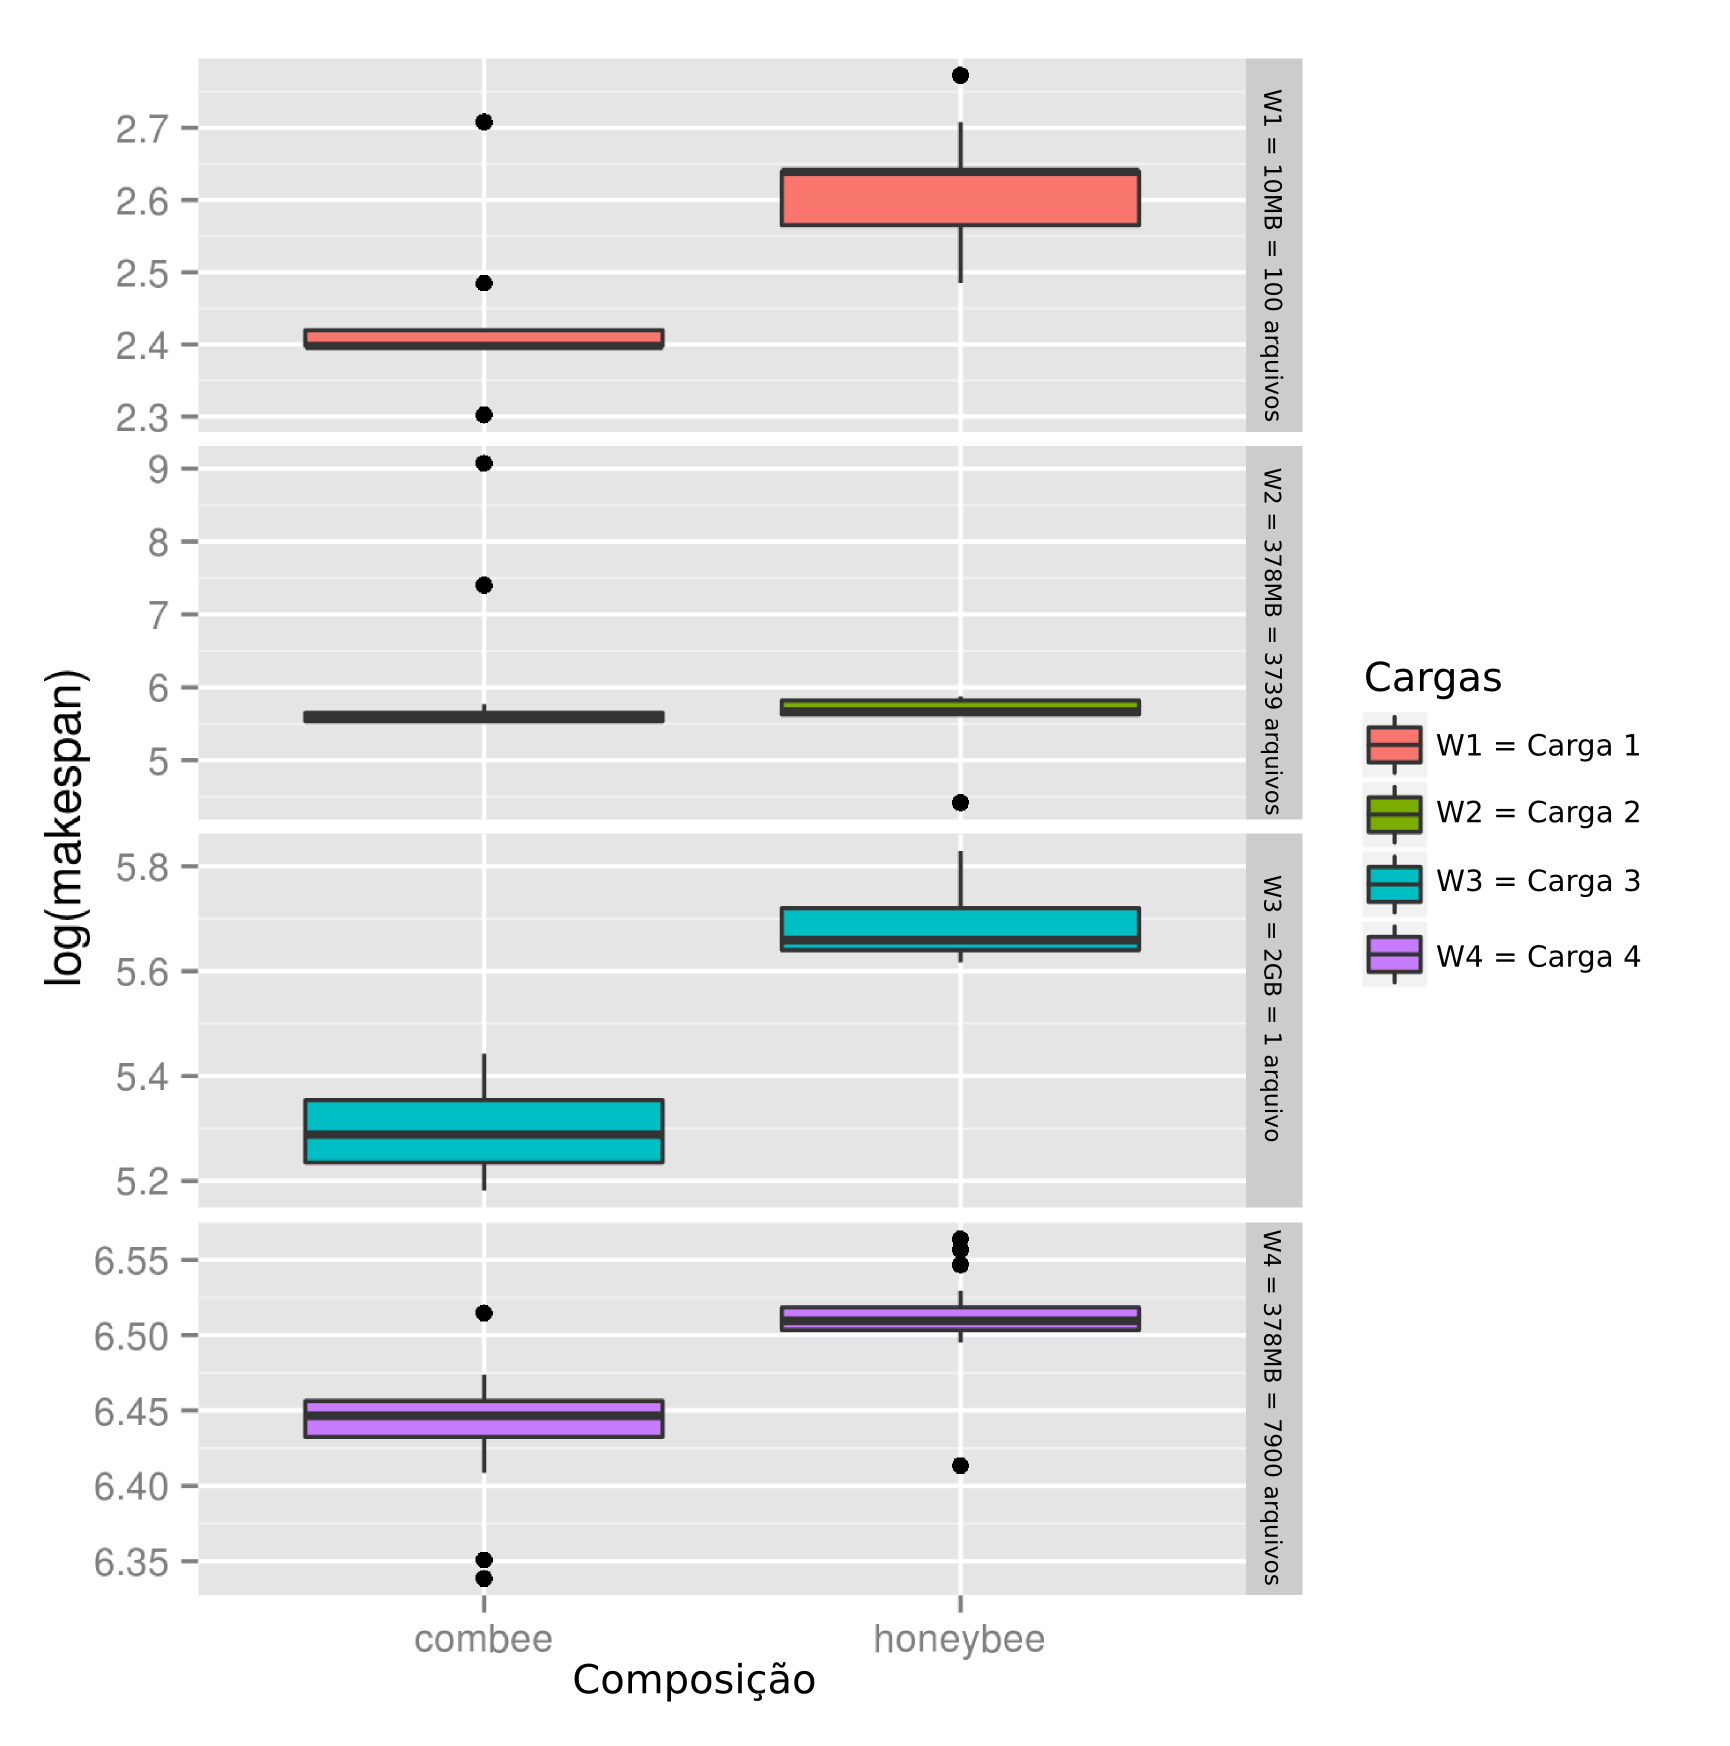 log(makespan)
2.7
2.6
2.5
2.4
2.3
W1 = 10MB = 100 arquivos
9
8
7
6
5
W2 = 378MB = 3739 arquivos
5.8
5.6
5.4
5.2
W3 = 2GB = 1 arquivo
6.55
6.50
6.45
6.40
6.35
W4 = 378MB = 7900 arquivos
combee honeybee
Composição
Cargas
W1 = Carga 1
W2 = Carga 2
W3 = Carga 3
W4 = Carga 4